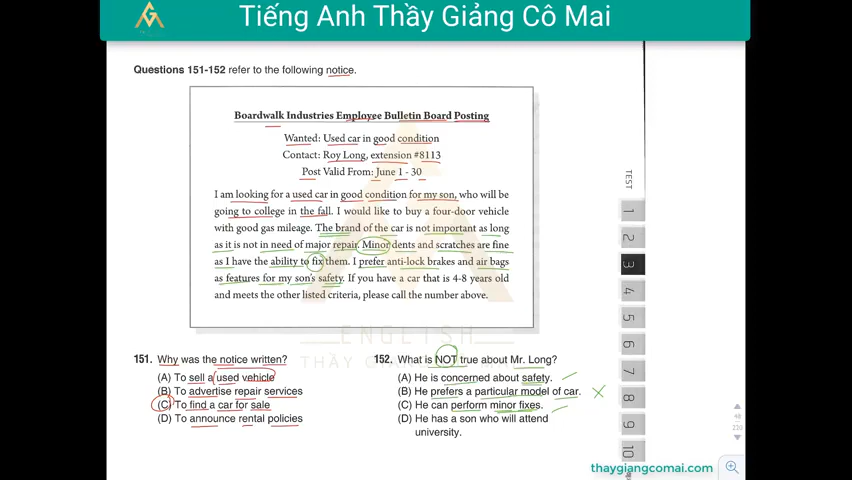 Tiếng Anh Thầy Giảng Cô Mai
Questions 151-152 refer to the following notice.
Boardwalk Industries Employee Bulletin Board Posting
Wanted: Used car in good condition
Contact: Roy Long, extension #8113
Post Valid From: June 1 - 30
I am looking for a used car in good condition for my son, who will be
going to college in the fall. I would like to buy a four-door vehicle
with good gas mileage. The brand of the car is not important as long
as it is not in need of major repair. Minor dents and scratches are fine
as I have the ability to fix them. I prefer anti-lock brakes and air bags
as features for my son's safety. If you have a car that is 4-8 years old
and meets the other listed criteria, please call the number above.
ENGLISH
THẦY GIẢNG CÔ MAI
151. Why was the notice written?
(A) To sell a used vehicle
(B) To advertise repair services
(C) To find a car for sale
(D) To announce rental policies
152. What is NOT true about Mr. Long?
(A) He is concerned about safety.
(B) He prefers a particular model of car.
(C) He can perform minor fixes.
(D) He has a son who will attend
university.
TEST
1
2
3
4
5
6
7
8
9
10
thaygiangcomai.com